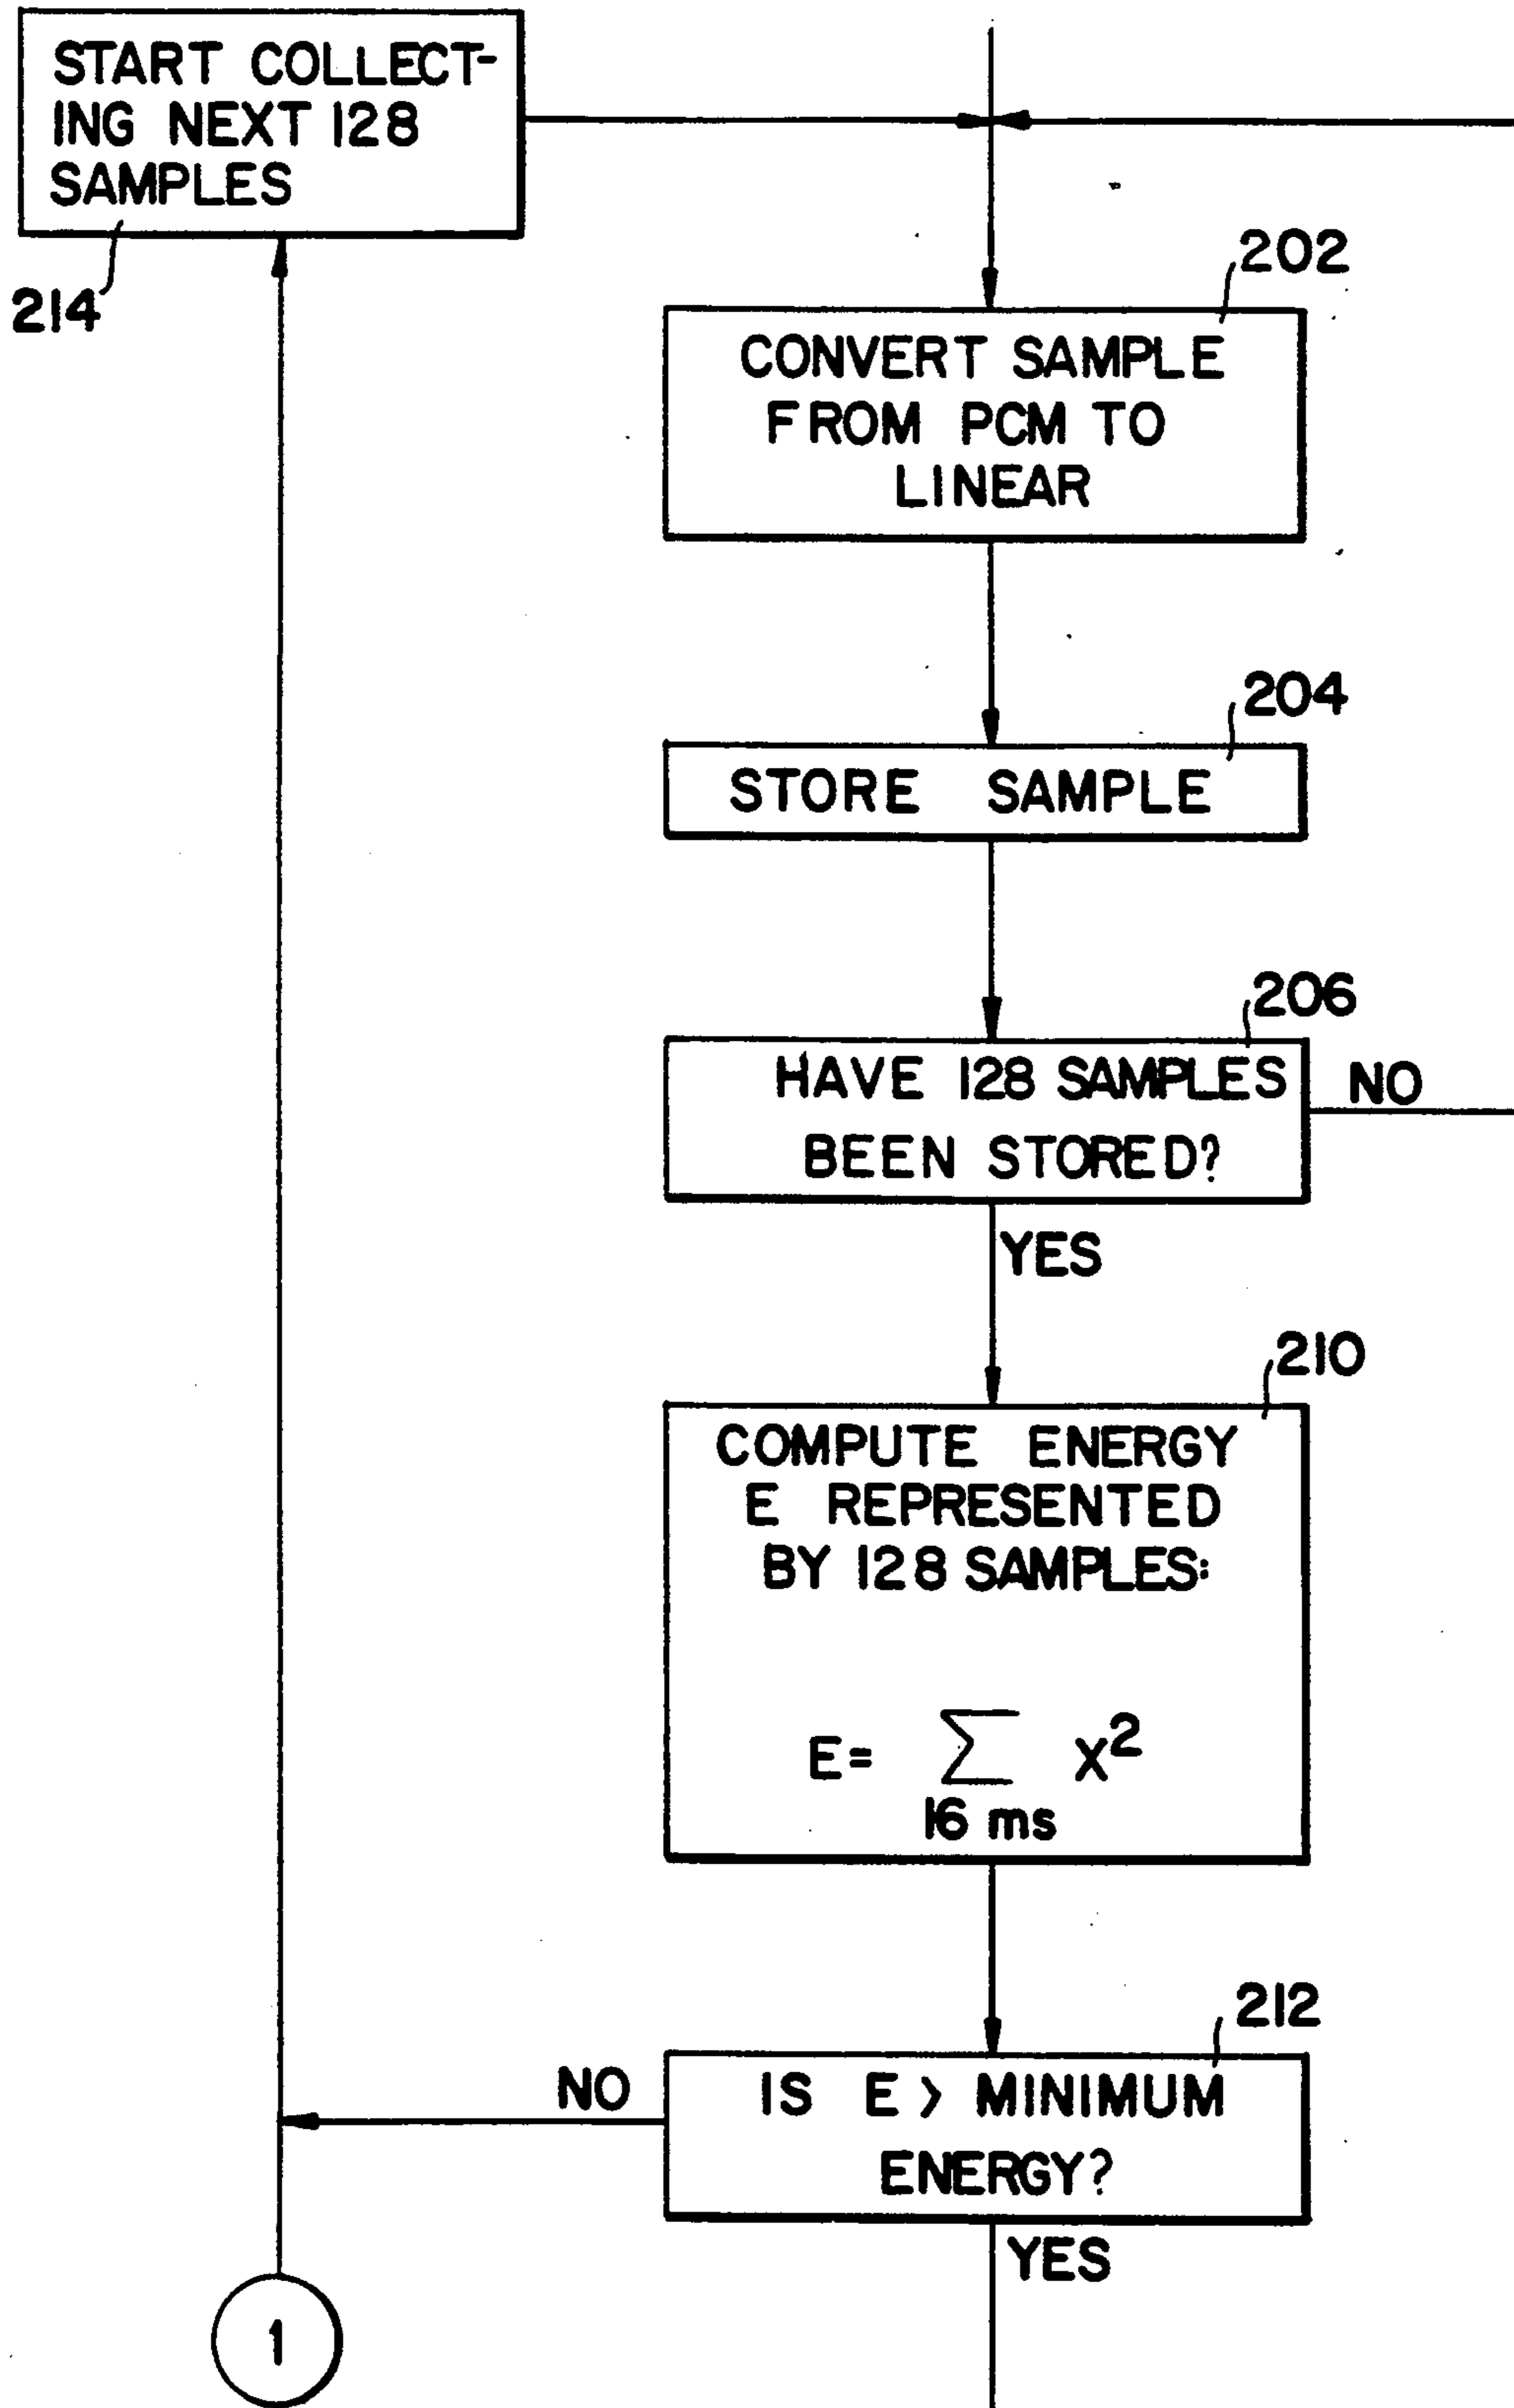 START COLLECT-
ING NEXT 128
SAMPLES
214
202
CONVERT SAMPLE
FROM PCM TO
LINEAR
204
STORE SAMPLE
206
HAVE 128 SAMPLES
BEEN STORED?
NO
YES
210
COMPUTE ENERGY
E REPRESENTED
BY 128 SAMPLES:
E= ∑ X²
16 ms
212
NO
IS E > MINIMUM
ENERGY?
YES
1